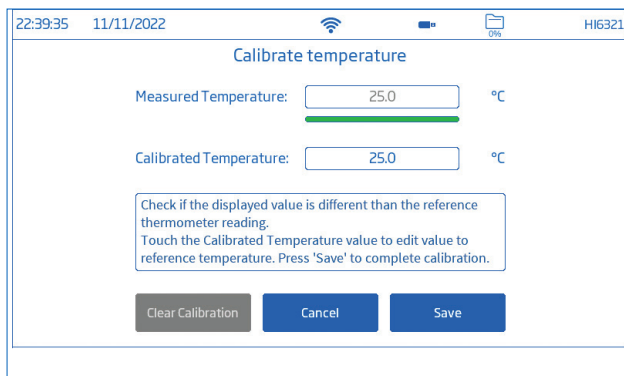 22:39:35 11/11/2022 0% HI6321
Calibrate temperature
Measured Temperature: 25.0 °C
Calibrated Temperature: 25.0 °C
Check if the displayed value is different than the reference
thermometer reading.
Touch the Calibrated Temperature value to edit value to
reference temperature. Press 'Save' to complete calibration.
Clear Calibration Cancel Save